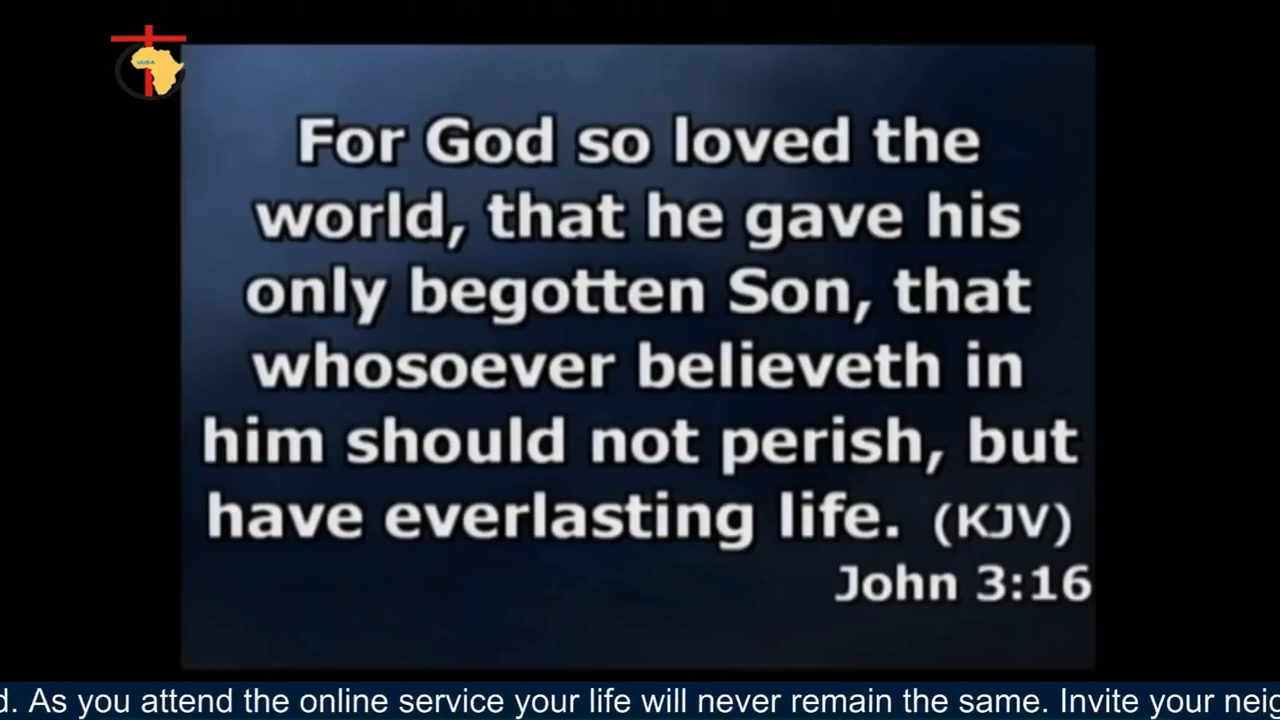 For God so loved the
world, that he gave his
only begotten Son, that
whosoever believeth in
him should not perish, but
have everlasting life. (KJV)
John 3:16
d. As you attend the online service your life will never remain the same. Invite your neig